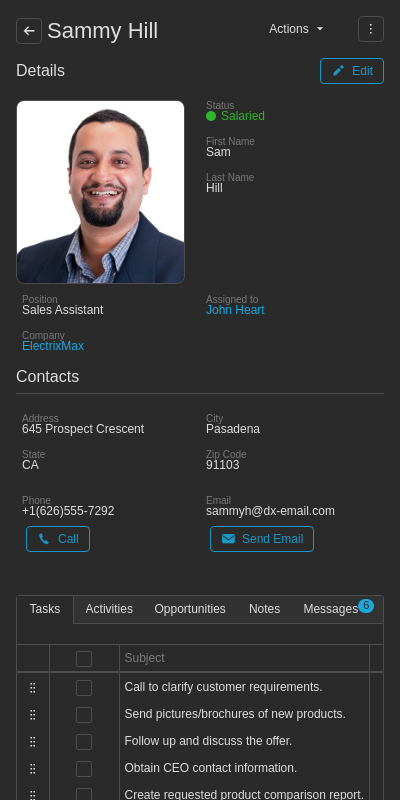 Sammy Hill
Actions
Details
Edit
Status
Salaried
First Name
Sam
Last Name
Hill
Position
Sales Assistant
Assigned to
John Heart
Company
ElectrixMax
Contacts
Address
645 Prospect Crescent
City
Pasadena
State
CA
Zip Code
91103
Phone
+1(626)555-7292
Email
sammyh@dx-email.com
Call
Send Email
Tasks Activities Opportunities Notes Messages 6
Subject
Call to clarify customer requirements.
Send pictures/brochures of new products.
Follow up and discuss the offer.
Obtain CEO contact information.
Create requested product comparison report.